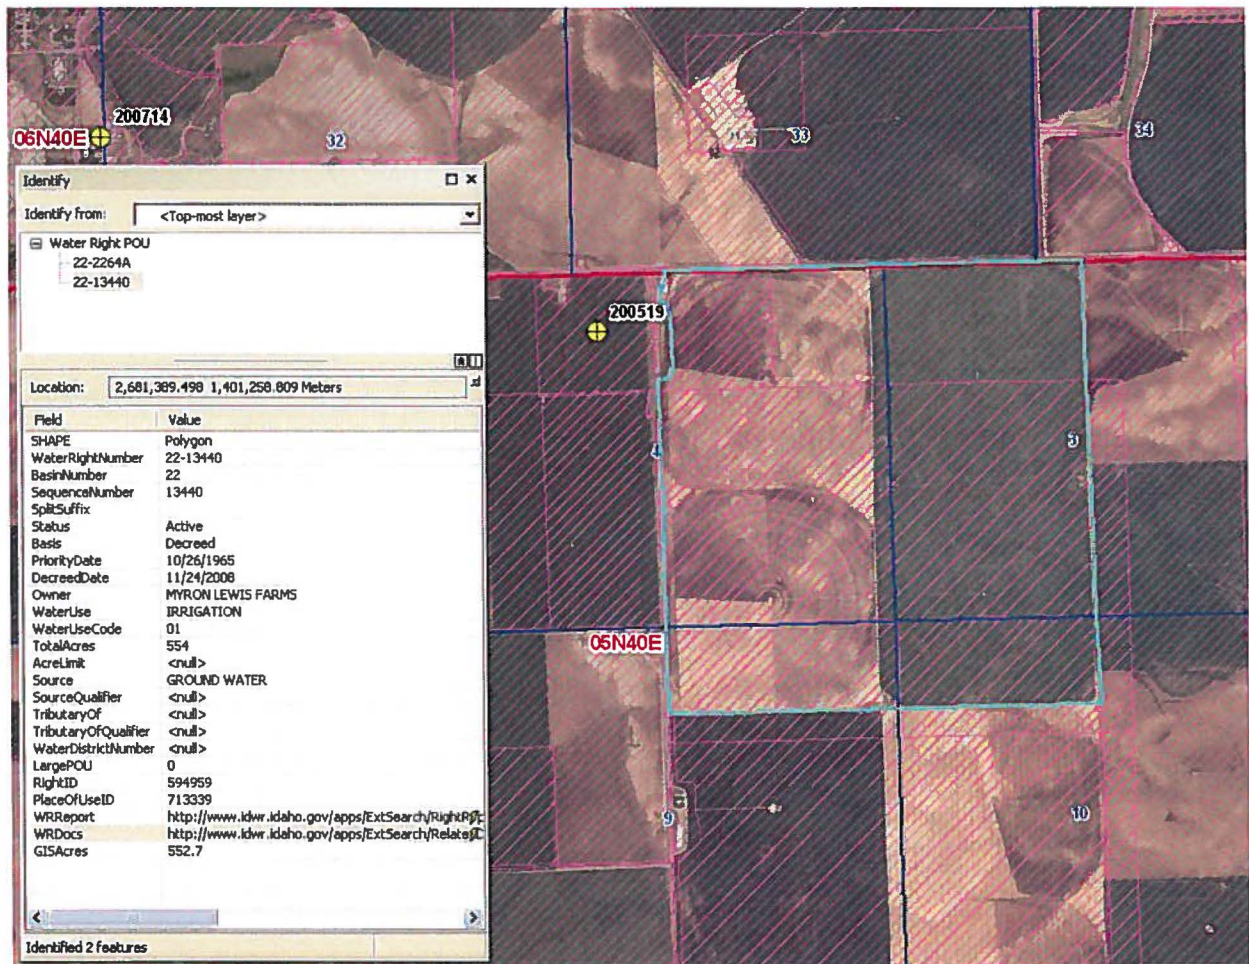 200714
06N40E
32
33
34
Identify
Identify from:
<Top-most layer>
Water Right POU
22-2264A
22-13440
200519
Location:
2,681,389.498 1,401,258.809 Meters
Field Value
SHAPE Polygon
WaterRightNumber 22-13440
BasinNumber 22
SequenceNumber 13440
SplitSuffix
Status Active
Basis Decreed
PriorityDate 10/26/1965
DecreedDate 11/24/2008
Owner MYRON LEWIS FARMS
WaterUse IRRIGATION
WaterUseCode 01
TotalAcres 554
AcreLimit <null>
Source GROUND WATER
SourceQualifier <null>
TributaryOf <null>
TributaryOfQualifier <null>
WaterDistrictNumber <null>
LargePOU 0
RightID 594959
PlaceOfUseID 713339
WRReport http://www.idwr.idaho.gov/apps/ExtSearch/
WRDocs http://www.idwr.idaho.gov/apps/ExtSearch/
GISAcres 552.7
4
3
05N40E
9
10
Identified 2 features